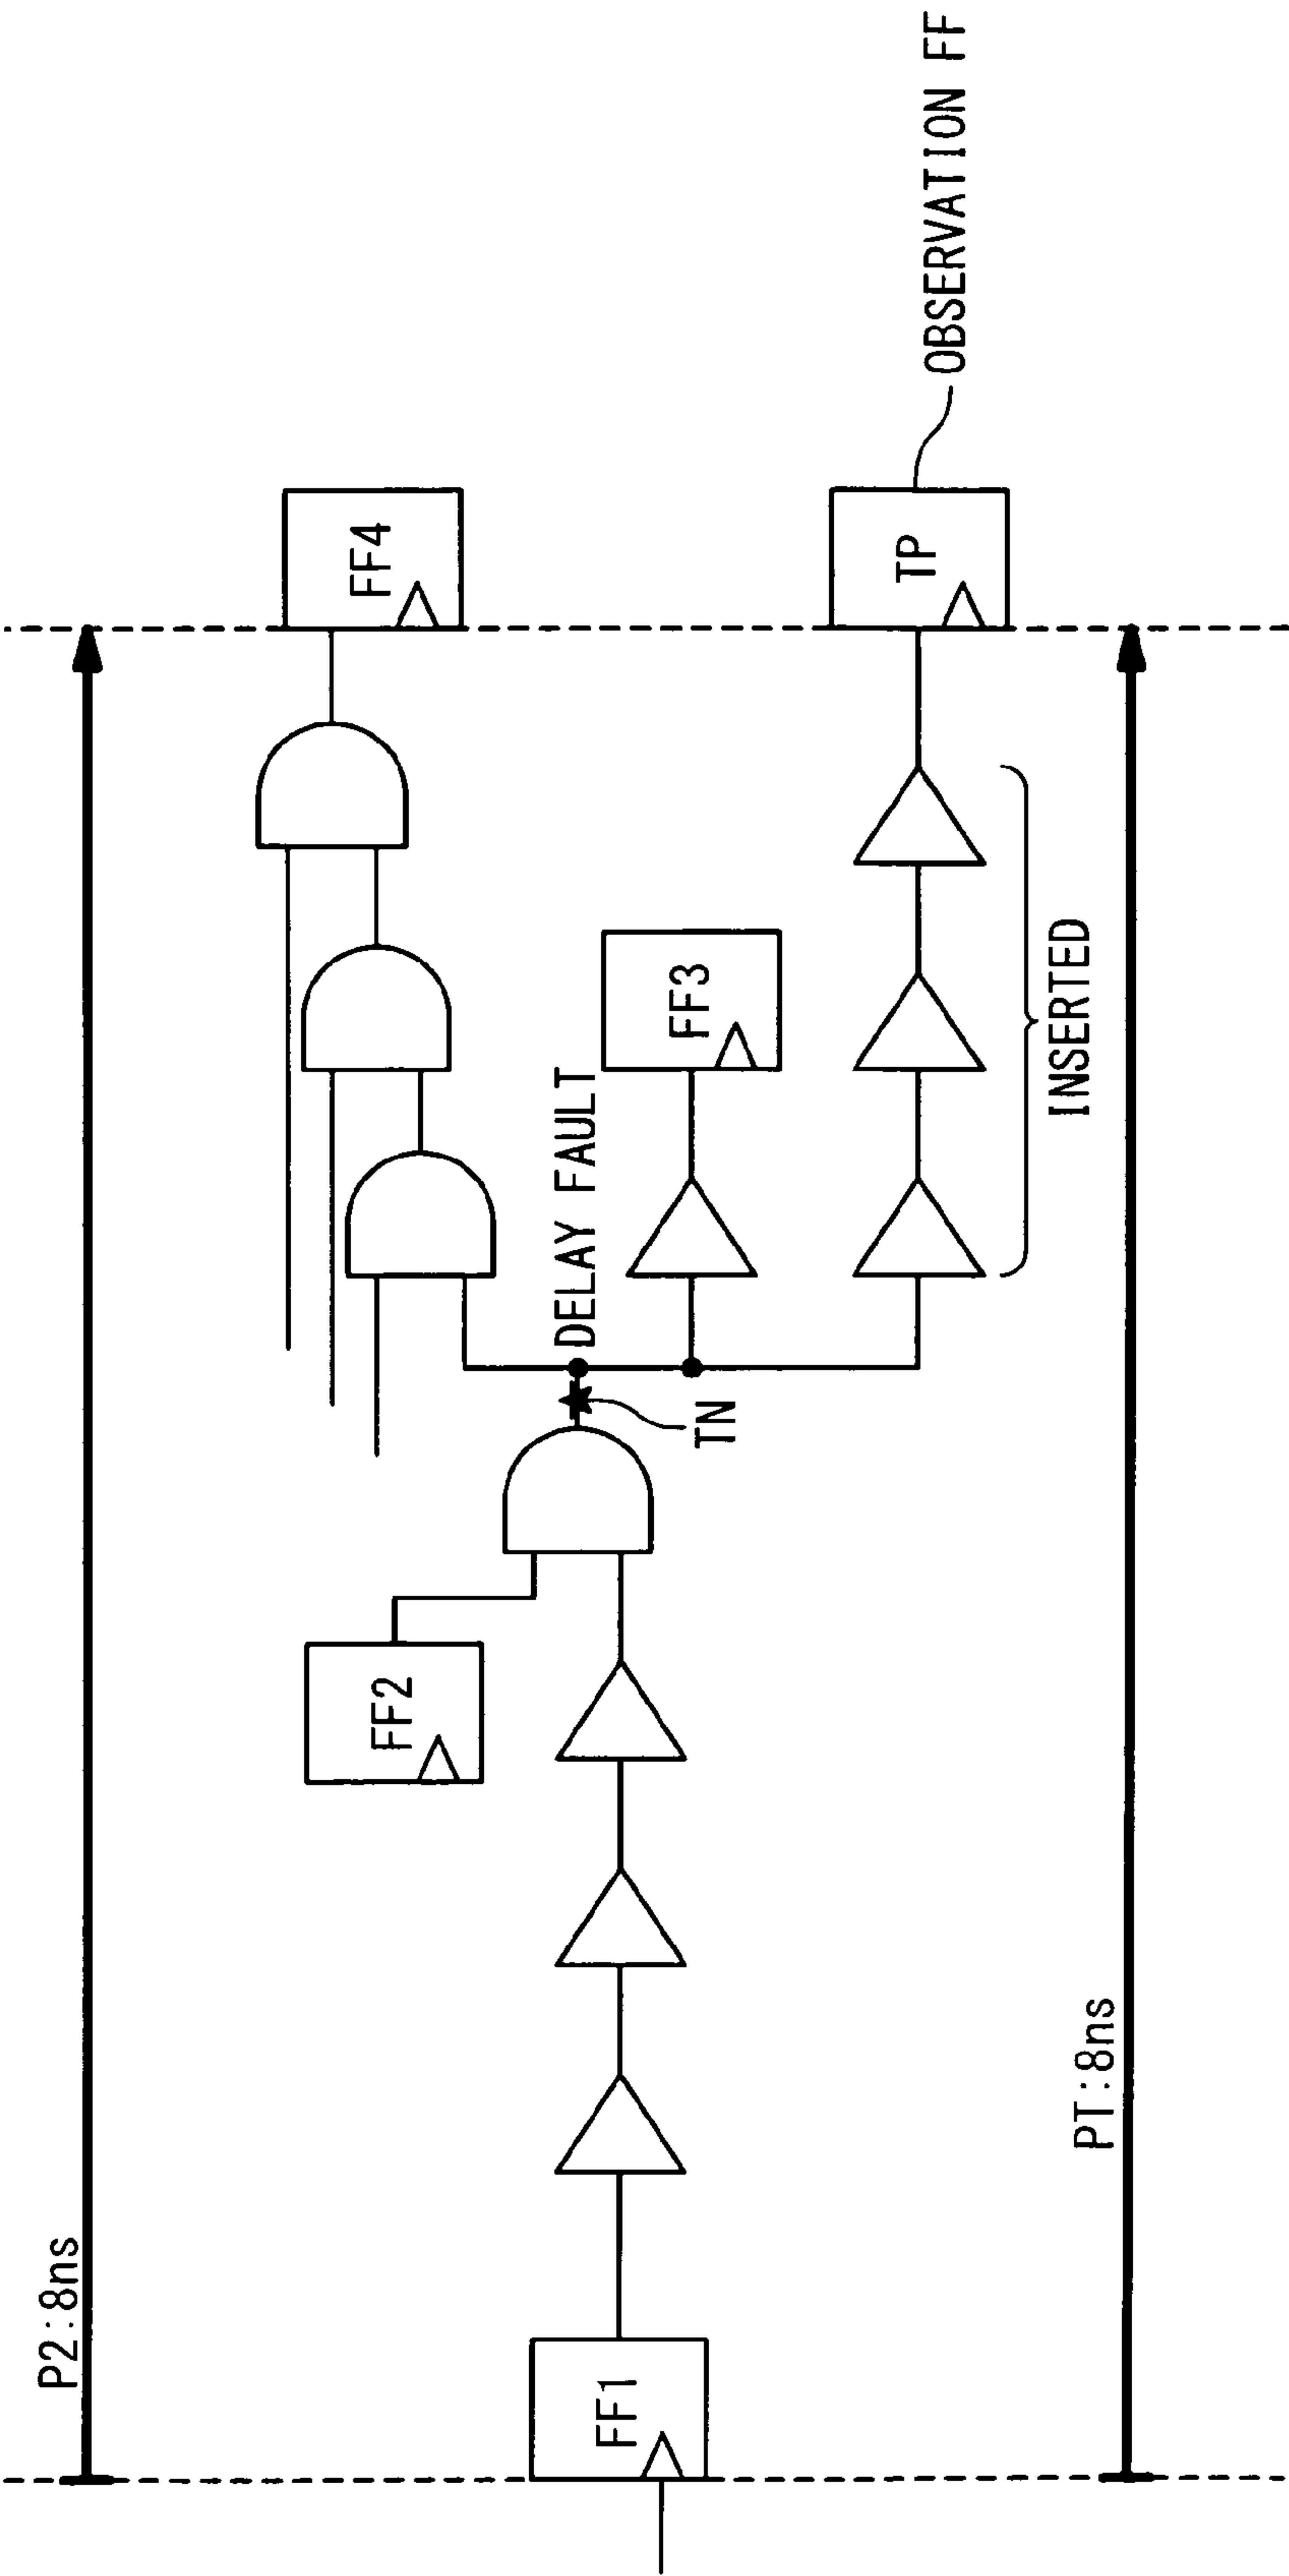 P2:8ns
FF4
OBSERVATION FF
TP
FF3
DELAY FAULT
TN
INSERTED
FF2
FF1
PT:8ns